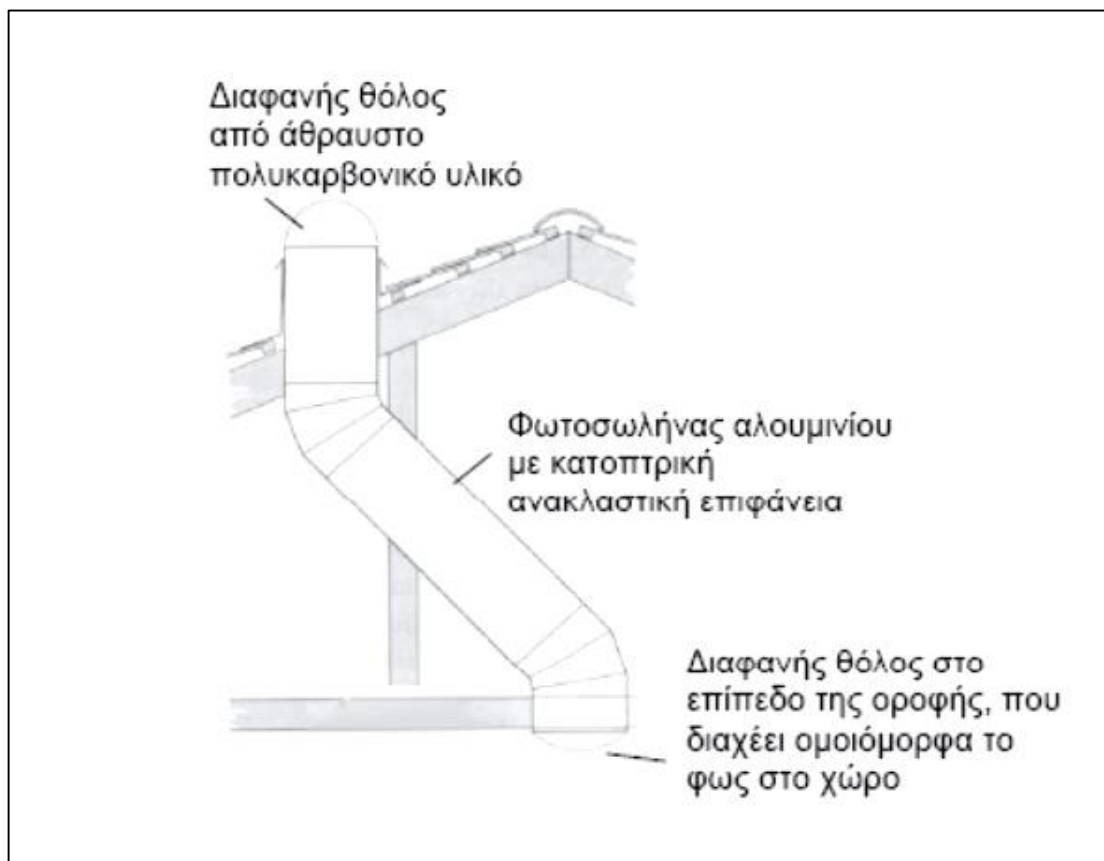 Διαφανής θόλος
από άθραυστο
πολυκαρβονικό υλικό
Φωτοσωλήνας αλουμινίου
με κατοπτρική
ανακλαστική επιφάνεια
Διαφανής θόλος στο
επίπεδο της οροφής, που
διαχέει ομοιόμορφα το
φως στο χώρο